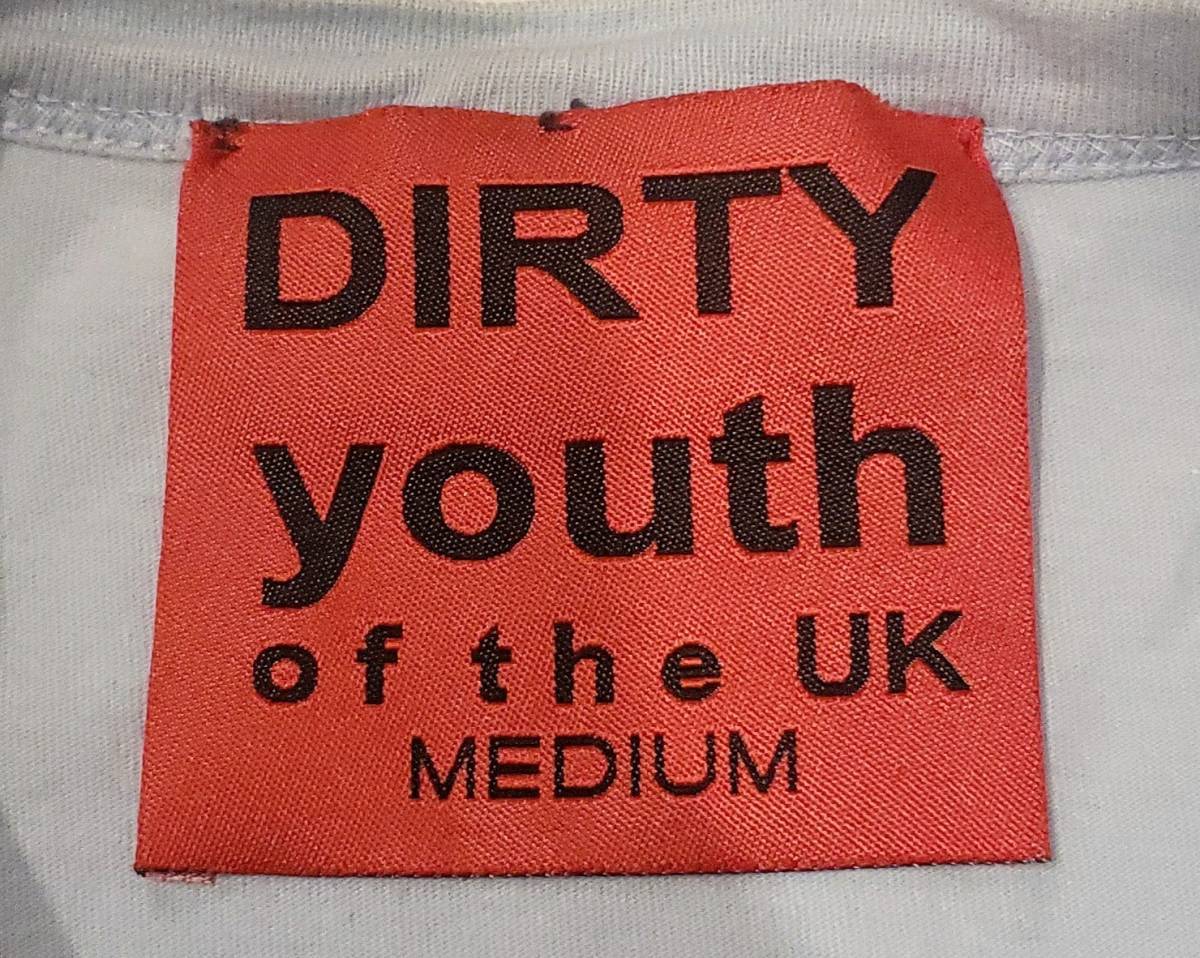 DIRTY
youth
of the UK
MEDIUM